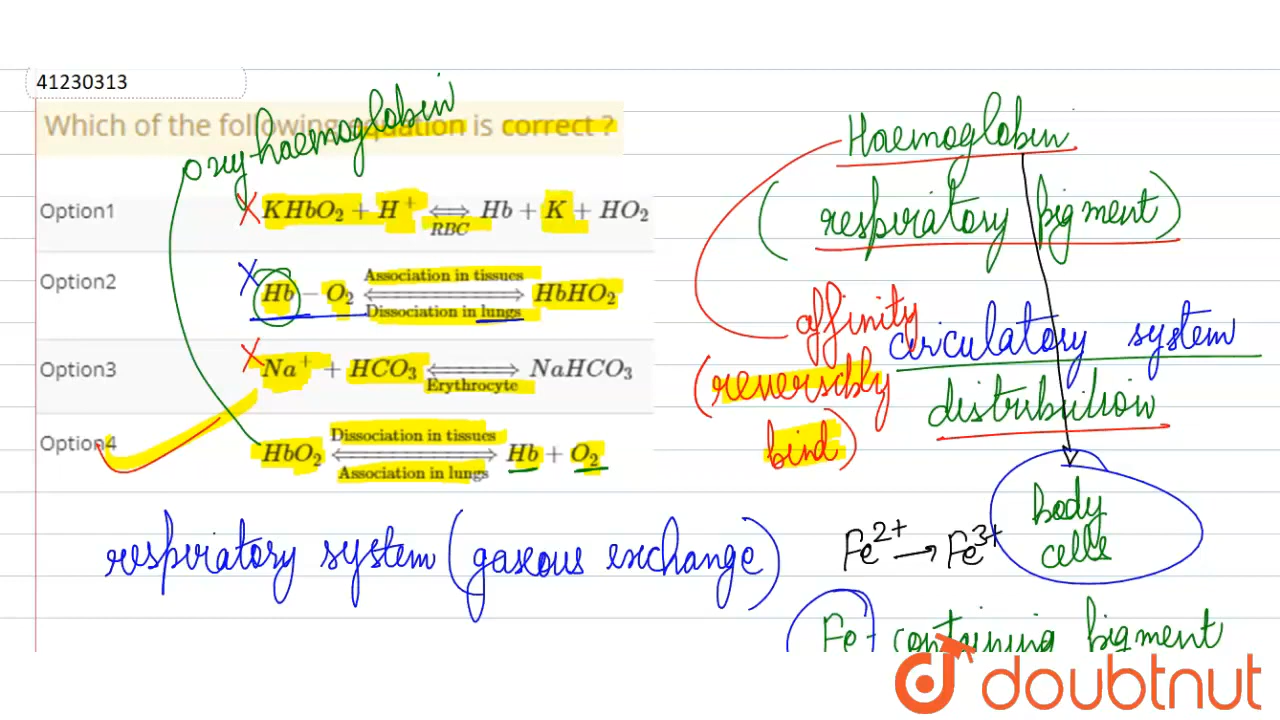 41230313
Which of the following equation is correct ?
oxy-haemoglobin
Option1 X KHbO₂ + H⁺ ⟺ Hb + K + HO₂
RBC
Association in tissues
Option2 X Hb − O₂ ⟺ HbHO₂
Dissociation in lungs
Option3 X Na⁺ + HCO₃ ⟺ NaHCO₃
Erythrocyte
Dissociation in tissues
Option4 HbO₂ ⟺ Hb + O₂
Association in lungs
respiratory system (gaseous exchange)
Haemoglobin
(respiratory pigment)
affinity
(reversibly
bind)
circulatory system
distribution
body
cells
Fe²⁺ → Fe³⁺
Fe - containing pigment
doubtnut